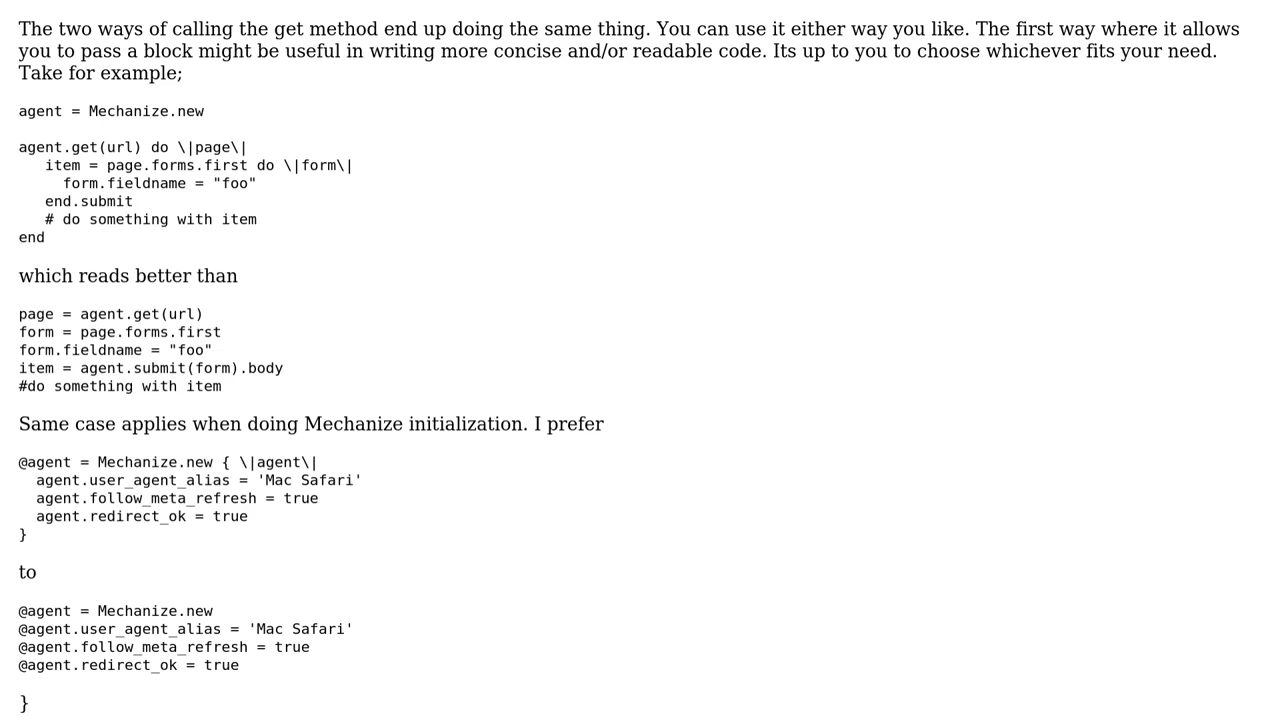 The two ways of calling the get method end up doing the same thing. You can use it either way you like. The first way where it allows
you to pass a block might be useful in writing more concise and/or readable code. Its up to you to choose whichever fits your need.
Take for example;
agent = Mechanize.new
agent.get(url) do \|page\|
   item = page.forms.first do \|form\|
     form.fieldname = "foo"
   end.submit
   # do something with item
end
which reads better than
page = agent.get(url)
form = page.forms.first
form.fieldname = "foo"
item = agent.submit(form).body
#do something with item
Same case applies when doing Mechanize initialization. I prefer
@agent = Mechanize.new { \|agent\|
  agent.user_agent_alias = 'Mac Safari'
  agent.follow_meta_refresh = true
  agent.redirect_ok = true
}
to
@agent = Mechanize.new
@agent.user_agent_alias = 'Mac Safari'
@agent.follow_meta_refresh = true
@agent.redirect_ok = true
}